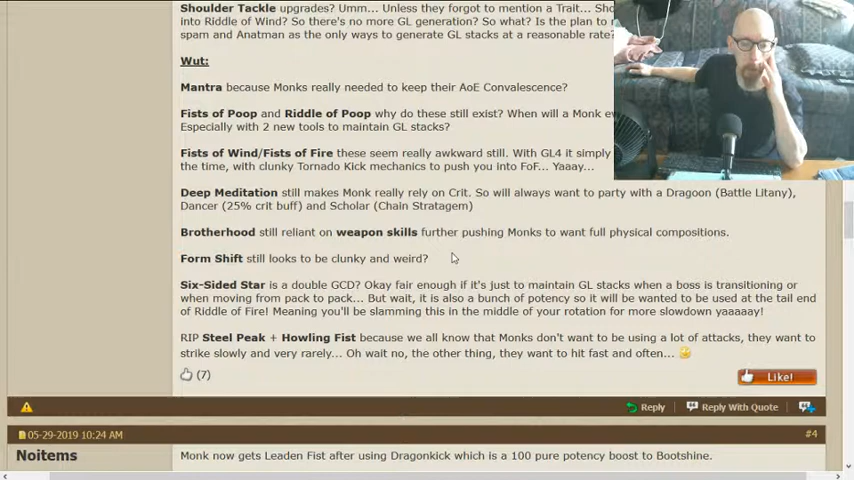 Shoulder Tackle upgrades? Umm... Unless they forgot to mention a Trait...
into Riddle of Wind? So there's no more GL generation? So what? Is the plan to
spam and Anatman as the only ways to generate GL stacks at a reasonable rate?
Wut:
Mantra because Monks really needed to keep their AoE Convalescence?
Fists of Poop and Riddle of Poop why do these still exist? When will a Monk
Especially with 2 new tools to maintain GL stacks?
Fists of Wind/Fists of Fire these seem really awkward still. With GL4 it simply
the time, with clunky Tornado Kick mechanics to push you into FoF... Yaaay...
Deep Meditation still makes Monk really rely on Crit. So will always want to party with a Dragoon (Battle Litany),
Dancer (25% crit buff) and Scholar (Chain Stratagem)
Brotherhood still reliant on weapon skills further pushing Monks to want full physical compositions.
Form Shift still looks to be clunky and weird?
Six-Sided Star is a double GCD? Okay fair enough if it's just to maintain GL stacks when a boss is transitioning or
when moving from pack to pack... But wait, it is also a bunch of potency so it will be wanted to be used at the tail end
of Riddle of Fire! Meaning you'll be slamming this in the middle of your rotation for more slowdown yaaaaay!
RIP Steel Peak + Howling Fist because we all know that Monks don't want to be using a lot of attacks, they want to
strike slowly and very rarely... Oh wait no, the other thing, they want to hit fast and often...
(7)
Like!
Reply
Reply With Quote
05-29-2019 10:24 AM
#4
Noitems
Monk now gets Leaden Fist after using Dragonkick which is a 100 pure potency boost to Bootshine.